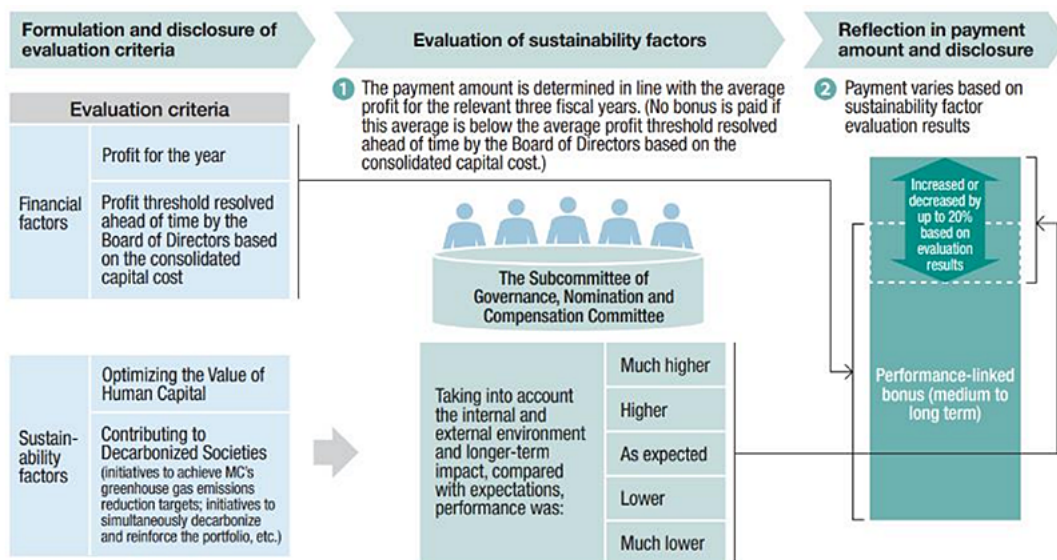 Formulation and disclosure of
evaluation criteria
Evaluation of sustainability factors
Reflection in payment
amount and disclosure
Evaluation criteria
Financial
factors
Profit for the year
Profit threshold resolved
ahead of time by the
Board of Directors based
on the consolidated
capital cost
Sustain-
ability
factors
Optimizing the Value of
Human Capital
Contributing to
Decarbonized Societies
(initiatives to achieve MC's
greenhouse gas emissions
reduction targets; initiatives to
simultaneously decarbonize
and reinforce the portfolio, etc.)
1 The payment amount is determined in line with the average
profit for the relevant three fiscal years. (No bonus is paid if
this average is below the average profit threshold resolved
ahead of time by the Board of Directors based on the
consolidated capital cost.)
The Subcommittee of
Governance, Nomination and
Compensation Committee
Taking into account
the internal and
external environment
and longer-term
impact, compared
with expectations,
performance was:
Much higher
Higher
As expected
Lower
Much lower
2 Payment varies based on
sustainability factor
evaluation results
Increased or
decreased by
up to 20%
based on
evaluation
results
Performance-linked
bonus (medium to
long term)